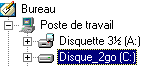 Bureau
Poste de travail
Disquette 3½ (A:)
Disque_2go (C:)